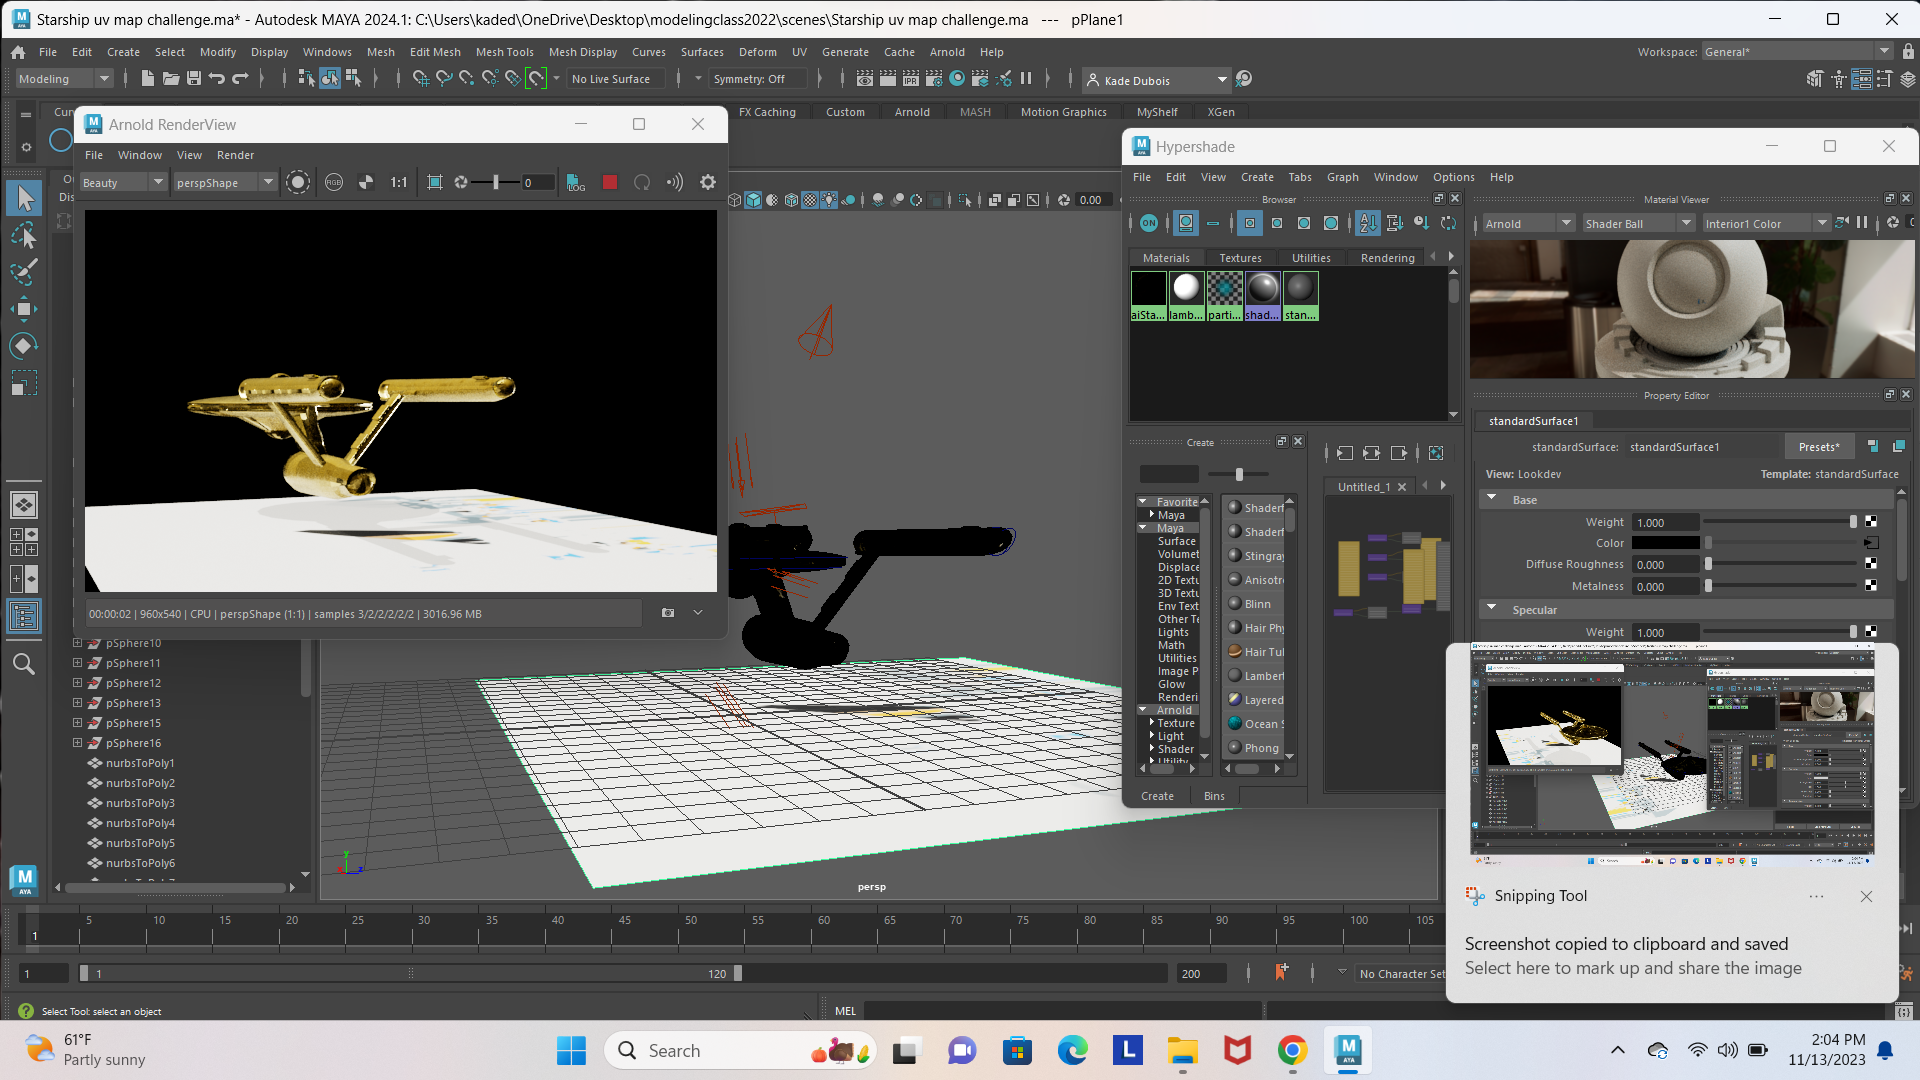 Starship uv map challenge.ma* - Autodesk MAYA 2024.1: C:\Users\kaded\OneDrive\Desktop\modelingclass2022\scenes\Starship uv map challenge.ma --- pPlane1
File Edit Create Select Modify Display Windows Mesh Edit Mesh Mesh Tools Mesh Display Curves Surfaces Deform UV Generate Cache Arnold Help
Workspace: General*
Modeling
No Live Surface
Symmetry: Off
Kade Dubois
FX Caching Custom Arnold MASH Motion Graphics MyShelf XGen
Arnold RenderView
File Window View Render
Beauty perspShape 1:1 0
00:00:02 | 960x540 | CPU | perspShape (1:1) | samples 3/2/2/2/2/2 | 3016.96 MB
0.00
pSphere10
pSphere11
pSphere12
pSphere13
pSphere15
pSphere16
nurbsToPoly1
nurbsToPoly2
nurbsToPoly3
nurbsToPoly4
nurbsToPoly5
nurbsToPoly6
persp
Hypershade
File Edit View Create Tabs Graph Window Options Help
Browser
ON
Materials Textures Utilities Rendering
aiSta... lamb... parti... shad... stan...
Create
Favorite
Maya
Maya
Surface
Volumet
Displace
2D Textu
3D Textu
Env Text
Other Te
Lights
Math
Utilities
Image P
Glow
Renderi
Arnold
Texture
Light
Shader
Utility
Shaderf
Shaderf
Stingray
Anisotro
Blinn
Hair Phy
Hair Tul
Lambert
Layered
Ocean S
Phong
Create Bins
Untitled_1
Material Viewer
Arnold Shader Ball Interior1 Color
Property Editor
standardSurface1
standardSurface: standardSurface1 Presets*
View: Lookdev Template: standardSurface
Base
Weight 1.000
Color
Diffuse Roughness 0.000
Metalness 0.000
Specular
Weight 1.000
Snipping Tool
Screenshot copied to clipboard and saved
Select here to mark up and share the image
5 10 15 20 25 30 35 40 45 50 55 60 65 70 75 80 85 90 95 100 105
1
1 1 120 200 No Character Set
Select Tool: select an object
MEL
61°F
Partly sunny
Search
2:04 PM
11/13/2023